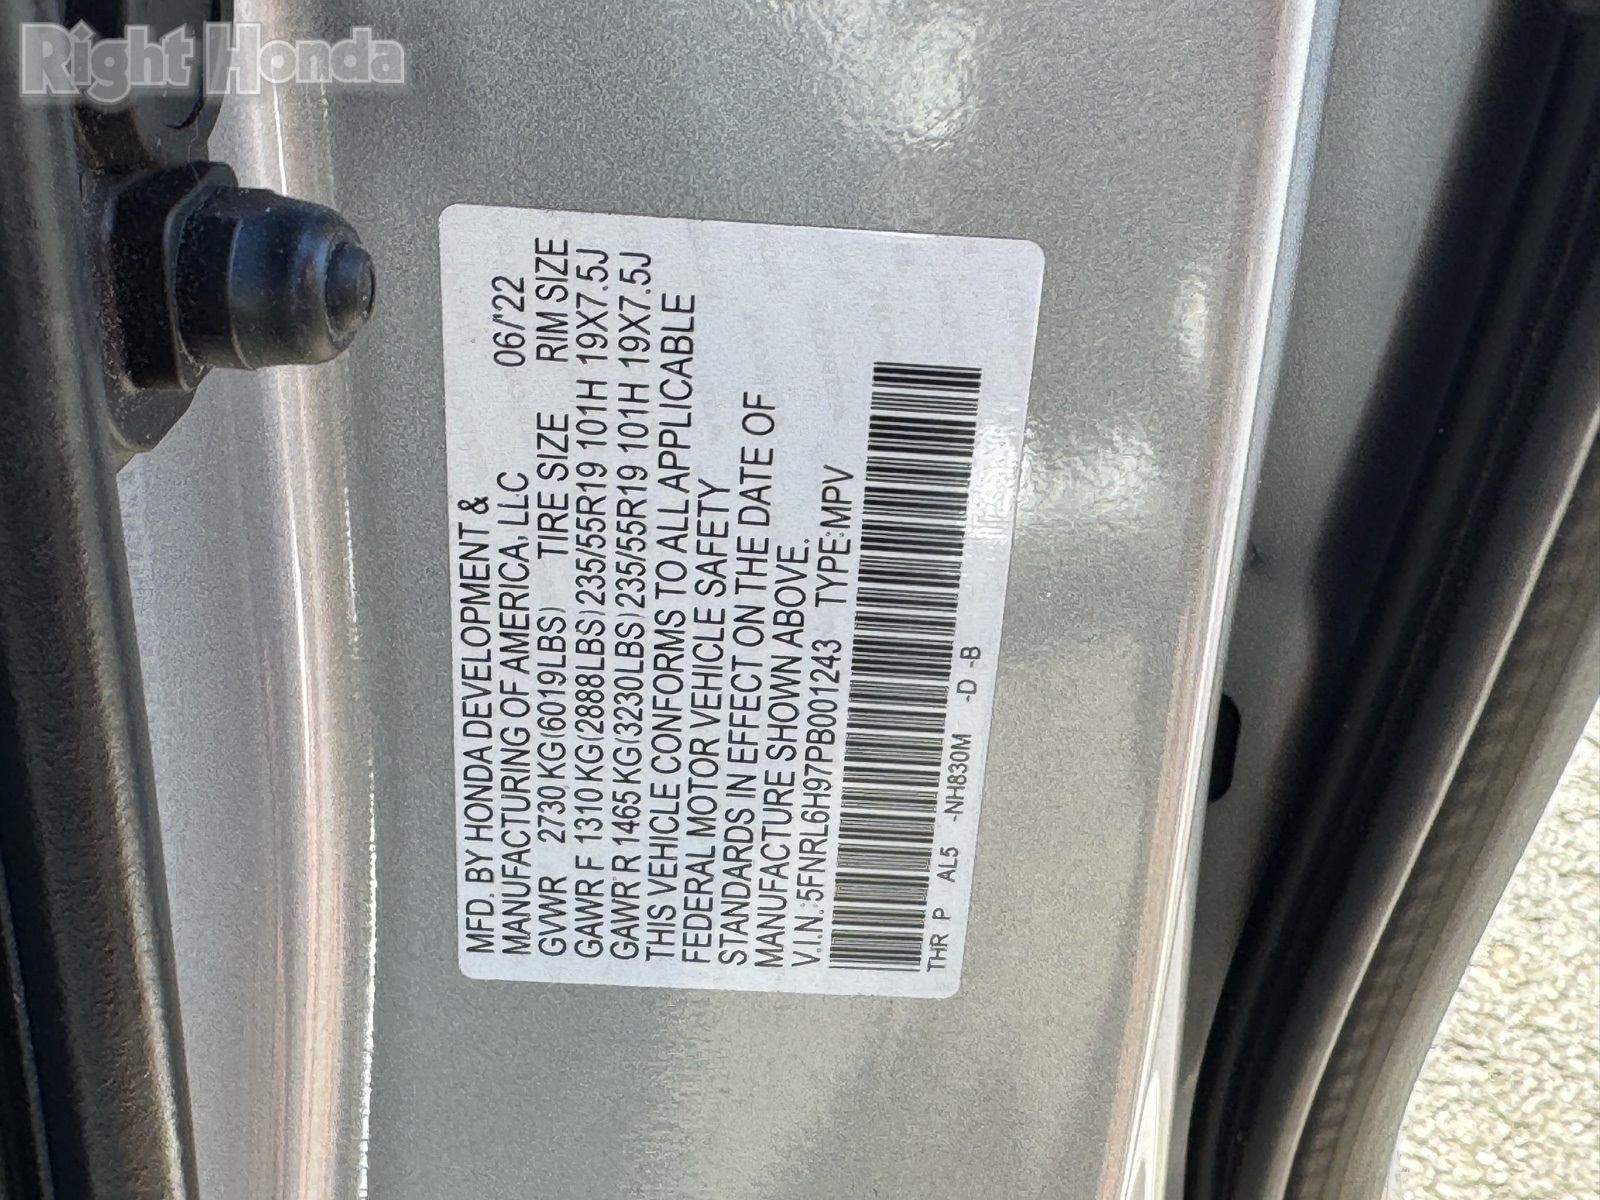 Right Honda
MFD. BY HONDA DEVELOPMENT &
MANUFACTURING OF AMERICA, LLC 06/'22
GVWR 2730 KG (6019LBS) TIRE SIZE RIM SIZE
GAWR F 1310 KG (2888LBS) 235/55R19 101H 19X7.5J
GAWR R 1465 KG (3230LBS) 235/55R19 101H 19X7.5J
THIS VEHICLE CONFORMS TO ALL APPLICABLE
FEDERAL MOTOR VEHICLE SAFETY
STANDARDS IN EFFECT ON THE DATE OF
MANUFACTURE SHOWN ABOVE.
V.I.N.:5FNRL6H97PB001243 TYPE:MPV
THR P AL5 -NH830M -D -B